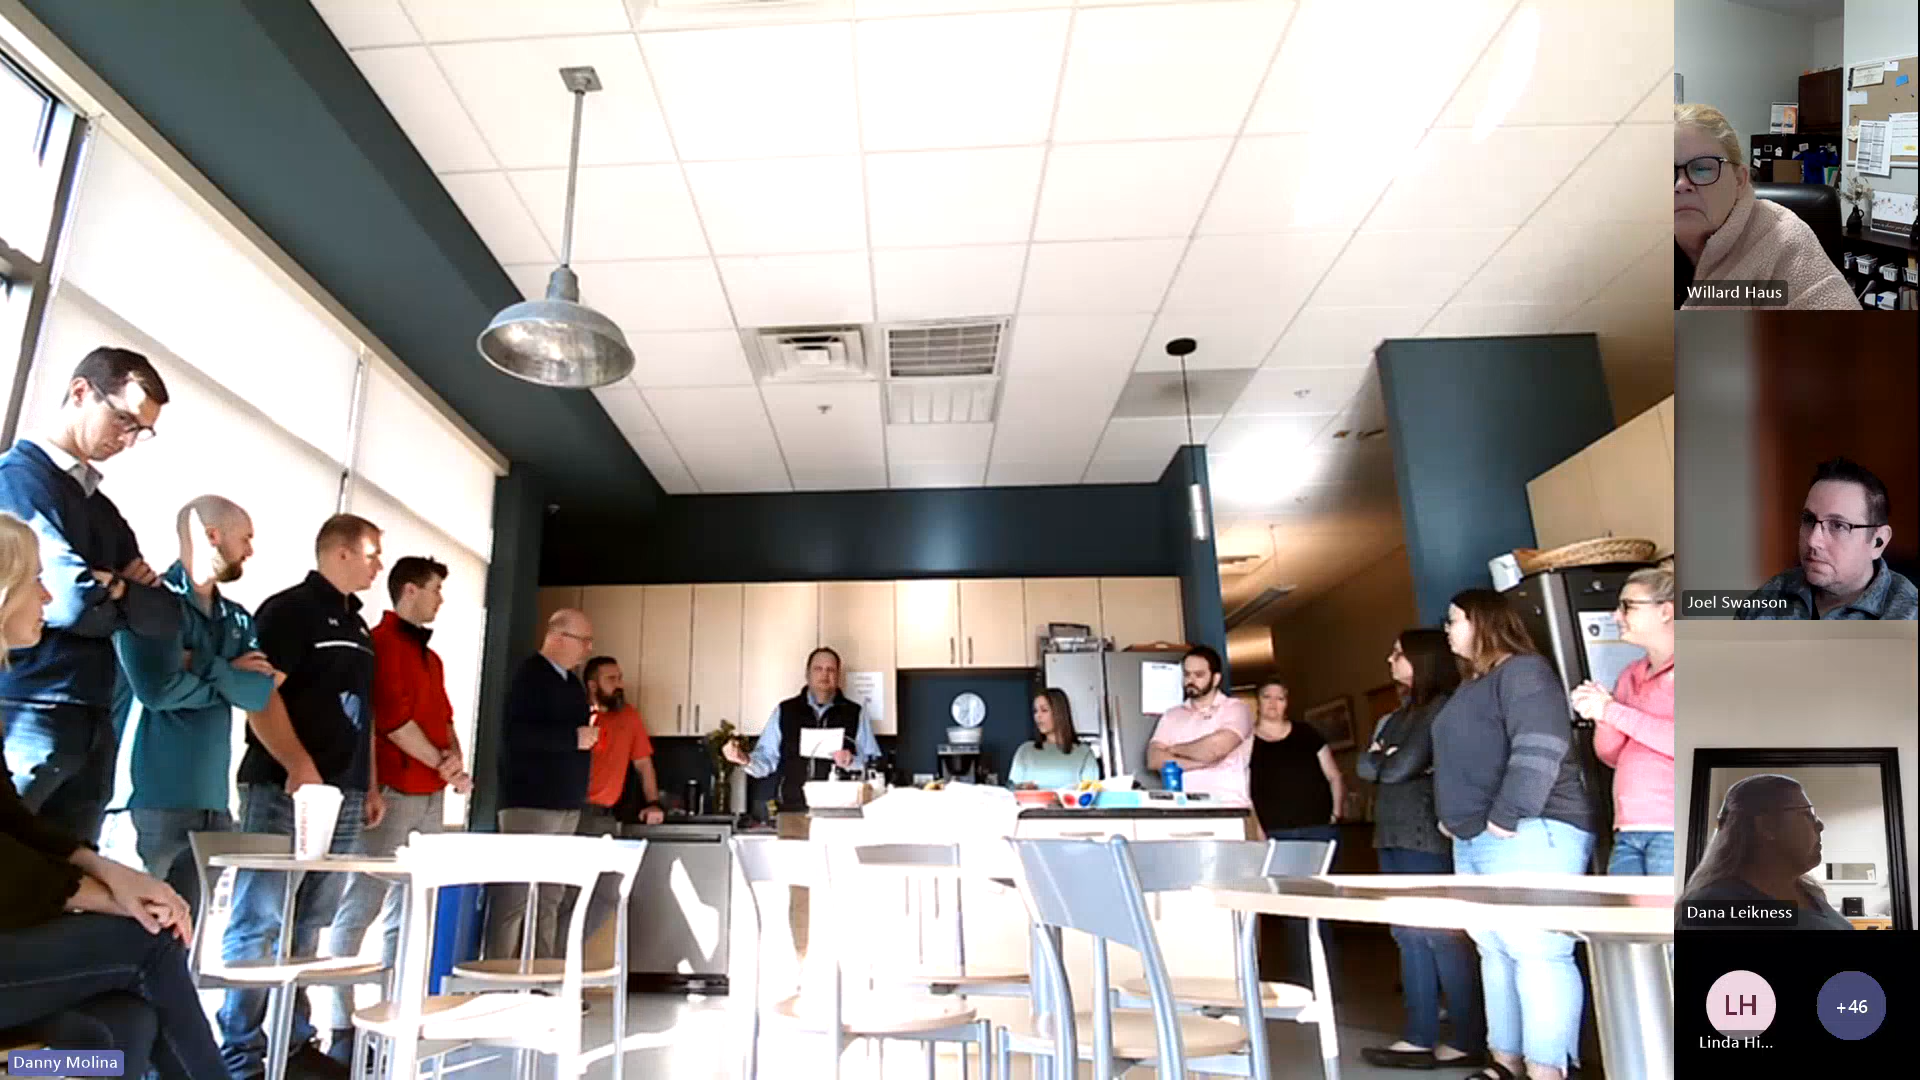 Willard Haus
Joel Swanson
Dana Leikness
LH
+46
Linda Hi...
Danny Molina